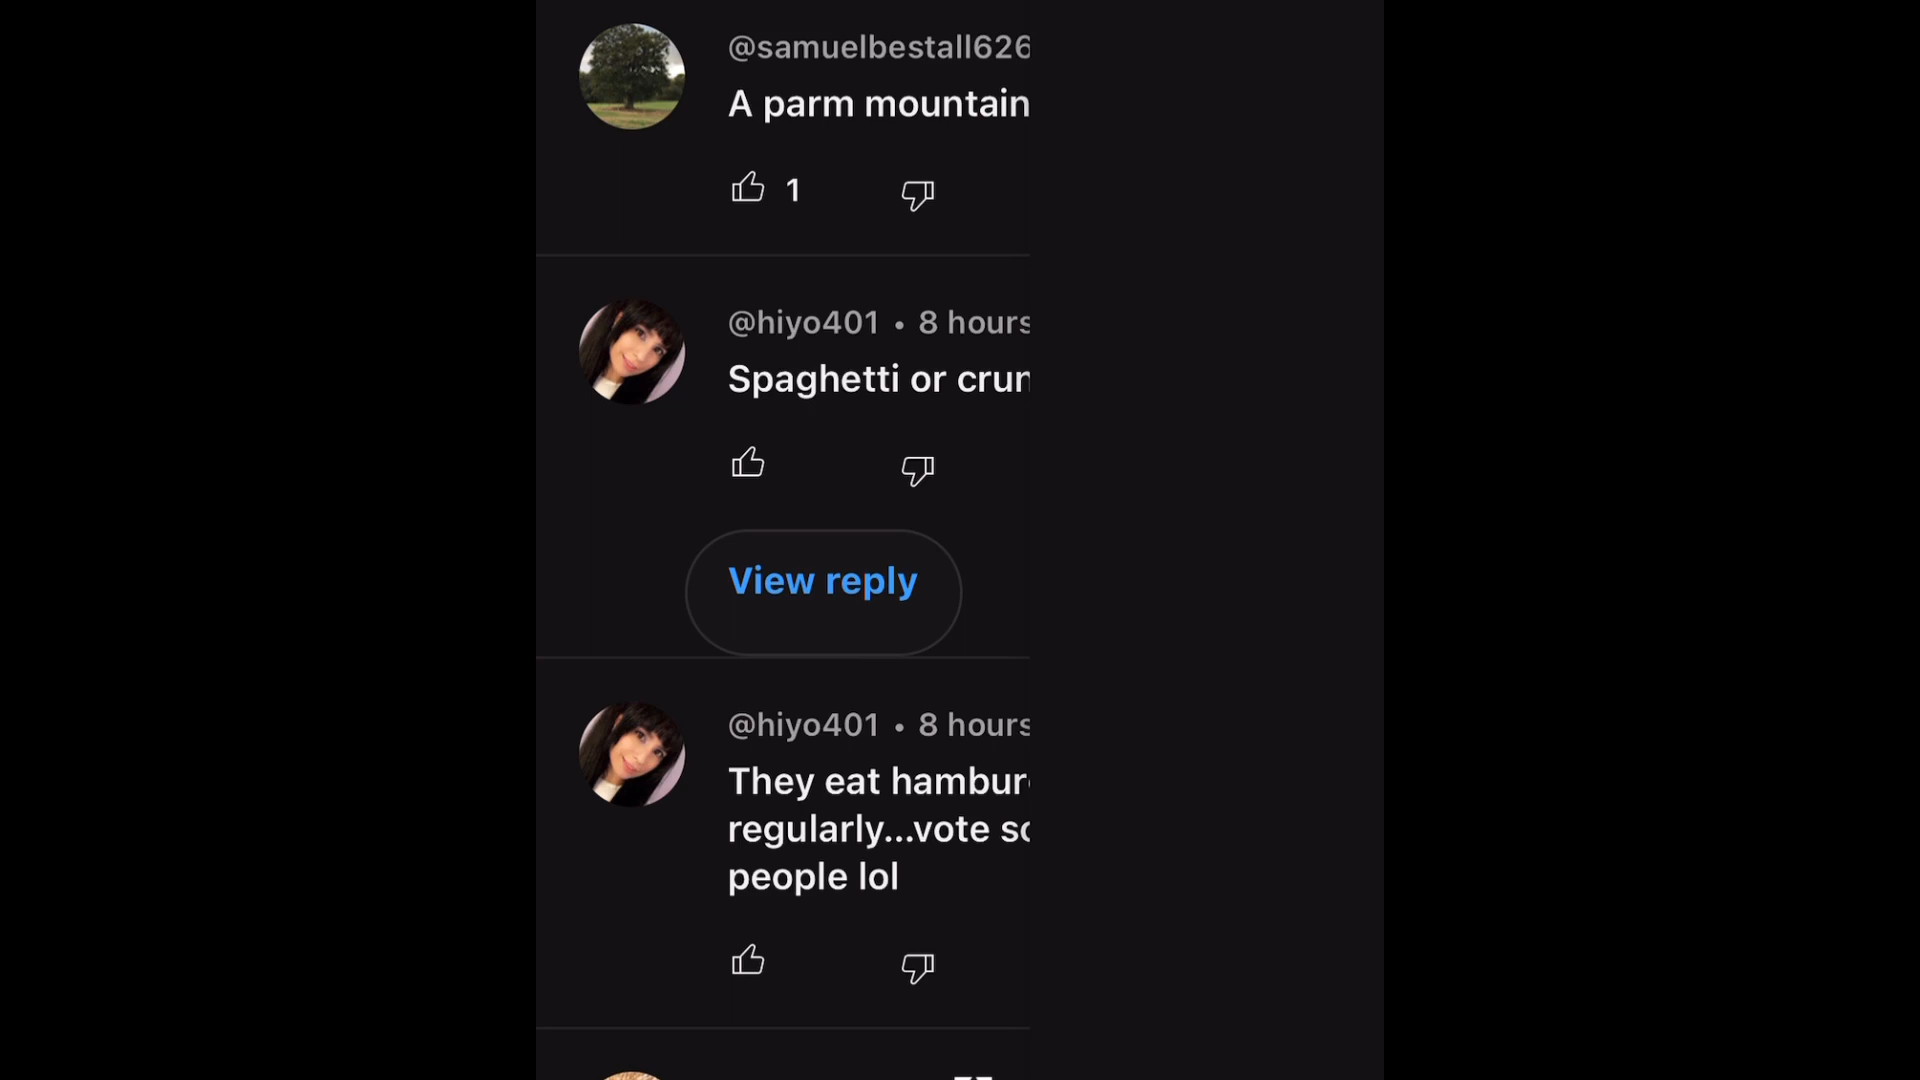 @samuelbestall626
A parm mountain
1
@hiyo401 • 8 hours
Spaghetti or crun
View reply
@hiyo401 • 8 hours
They eat hambur
regularly...vote so
people lol